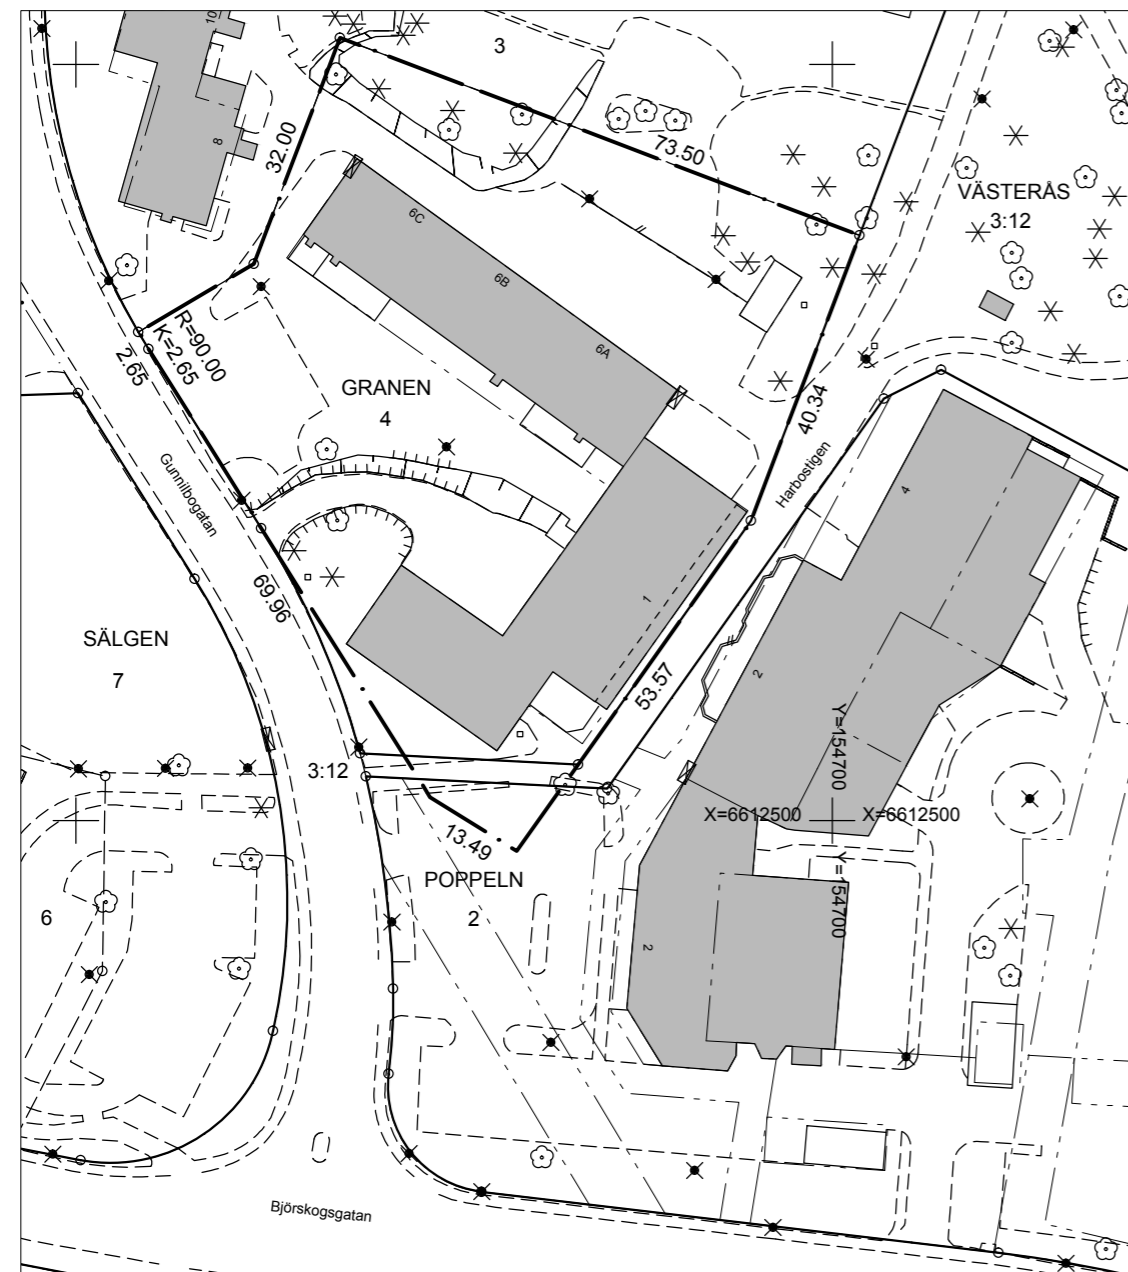 10
3
8
32.00
73.50
VÄSTERÅS
3:12
6C
6B
6A
R=90.00
K=2.65
2.65
GRANEN
4
40.34
Harbostigen
4
Gunnilbogatan
69.96
1
SÄLGEN
7
53.57
2
Y=154700
3:12
X=6612500
X=6612500
13.49
Y=154700
POPPELN
2
6
2
Björskogsgatan